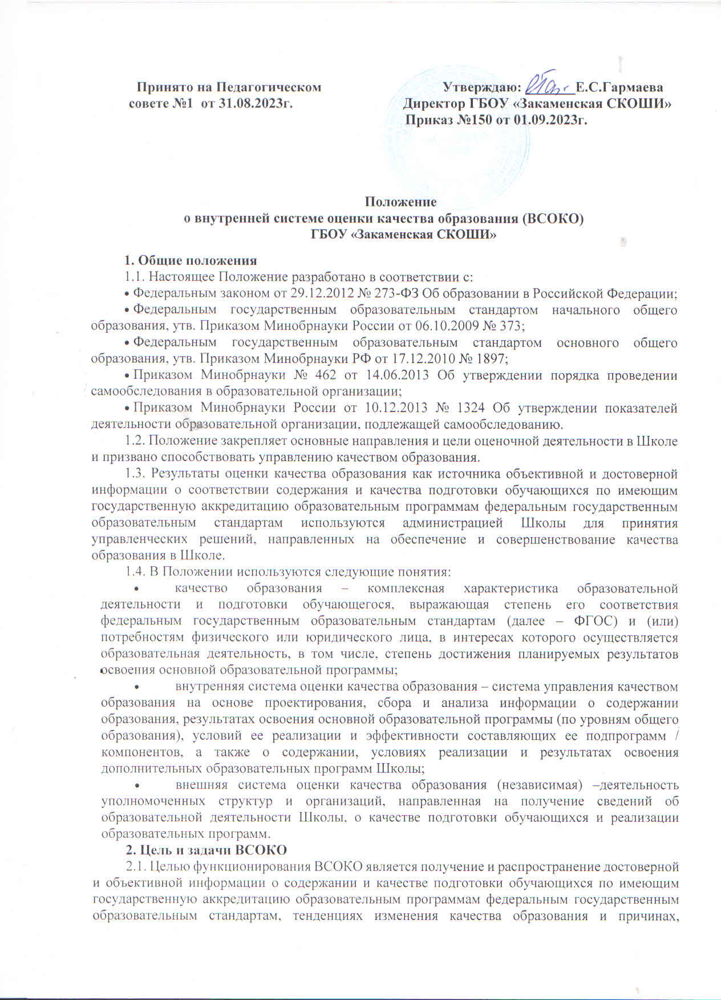 Принято на Педагогическом
совете №1 от 31.08.2023г.
Утверждаю: Е.С.Гармаева
Директор ГБОУ «Закаменская СКОШИ»
Приказ №150 от 01.09.2023г.
Положение
о внутренней системе оценки качества образования (ВСОКО)
ГБОУ «Закаменская СКОШИ»
1. Общие положения
1.1. Настоящее Положение разработано в соответствии с:
• Федеральным законом от 29.12.2012 № 273-ФЗ Об образовании в Российской Федерации;
• Федеральным государственным образовательным стандартом начального общего
образования, утв. Приказом Минобрнауки России от 06.10.2009 № 373;
• Федеральным государственным образовательным стандартом основного общего
образования, утв. Приказом Минобрнауки РФ от 17.12.2010 № 1897;
• Приказом Минобрнауки № 462 от 14.06.2013 Об утверждении порядка проведении
самообследования в образовательной организации;
• Приказом Минобрнауки России от 10.12.2013 № 1324 Об утверждении показателей
деятельности образовательной организации, подлежащей самообследованию.
1.2. Положение закрепляет основные направления и цели оценочной деятельности в Школе
и призвано способствовать управлению качеством образования.
1.3. Результаты оценки качества образования как источника объективной и достоверной
информации о соответствии содержания и качества подготовки обучающихся по имеющим
государственную аккредитацию образовательным программам федеральным государственным
образовательным стандартам используются администрацией Школы для принятия
управленческих решений, направленных на обеспечение и совершенствование качества
образования в Школе.
1.4. В Положении используются следующие понятия:
• качество образования – комплексная характеристика образовательной
деятельности и подготовки обучающегося, выражающая степень его соответствия
федеральным государственным образовательным стандартам (далее – ФГОС) и (или)
потребностям физического или юридического лица, в интересах которого осуществляется
образовательная деятельность, в том числе, степень достижения планируемых результатов
освоения основной образовательной программы;
• внутренняя система оценки качества образования – система управления качеством
образования на основе проектирования, сбора и анализа информации о содержании
образования, результатах освоения основной образовательной программы (по уровням общего
образования), условий ее реализации и эффективности составляющих ее подпрограмм /
компонентов, а также о содержании, условиях реализации и результатах освоения
дополнительных образовательных программ Школы;
• внешняя система оценки качества образования (независимая) –деятельность
уполномоченных структур и организаций, направленная на получение сведений об
образовательной деятельности Школы, о качестве подготовки обучающихся и реализации
образовательных программ.
2. Цель и задачи ВСОКО
2.1. Целью функционирования ВСОКО является получение и распространение достоверной
и объективной информации о содержании и качестве подготовки обучающихся по имеющим
государственную аккредитацию образовательным программам федеральным государственным
образовательным стандартам, тенденциях изменения качества образования и причинах,